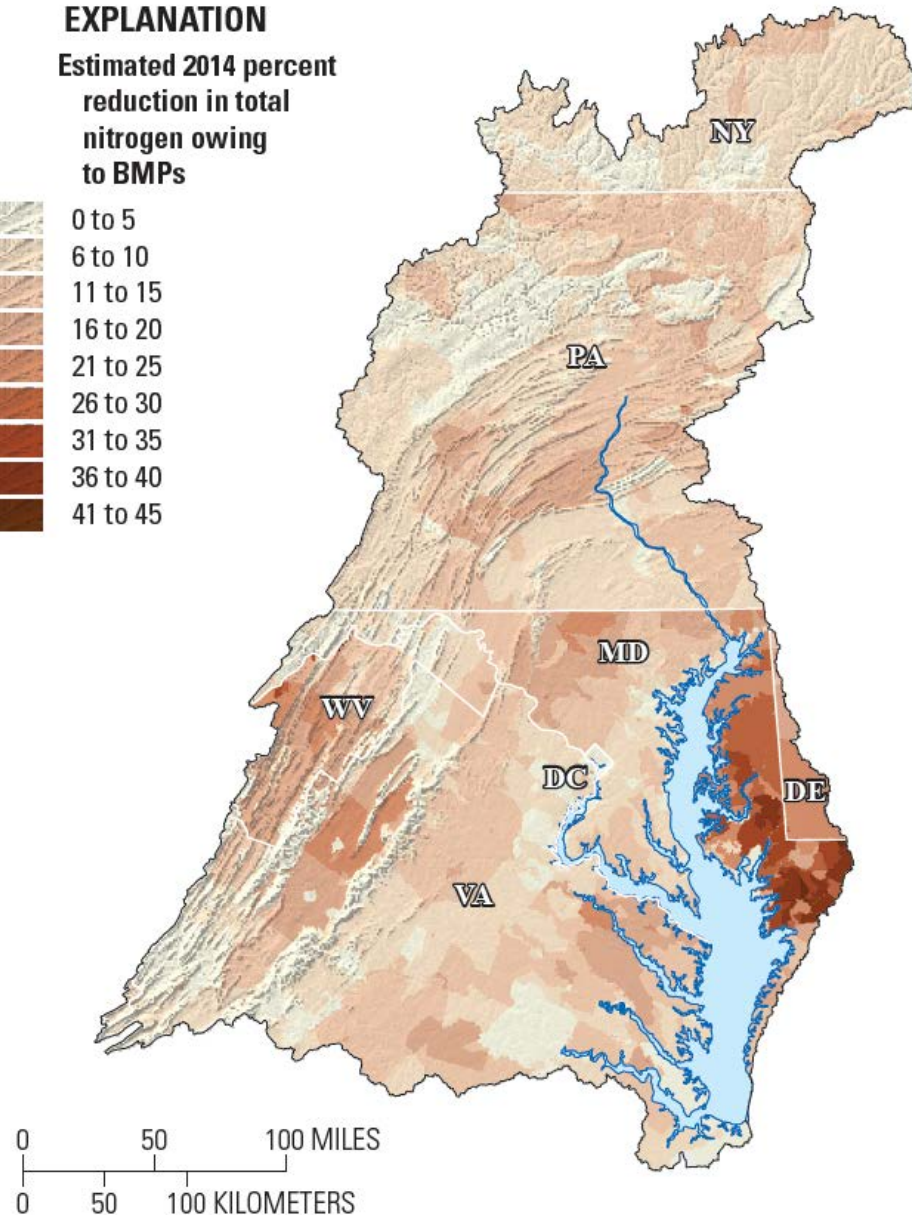 EXPLANATION
Estimated 2014 percent
reduction in total
nitrogen owing
to BMPs
0 to 5
6 to 10
11 to 15
16 to 20
21 to 25
26 to 30
31 to 35
36 to 40
41 to 45
NY
PA
MD
WV
DC
DE
VA
0 50 100 MILES
0 50 100 KILOMETERS